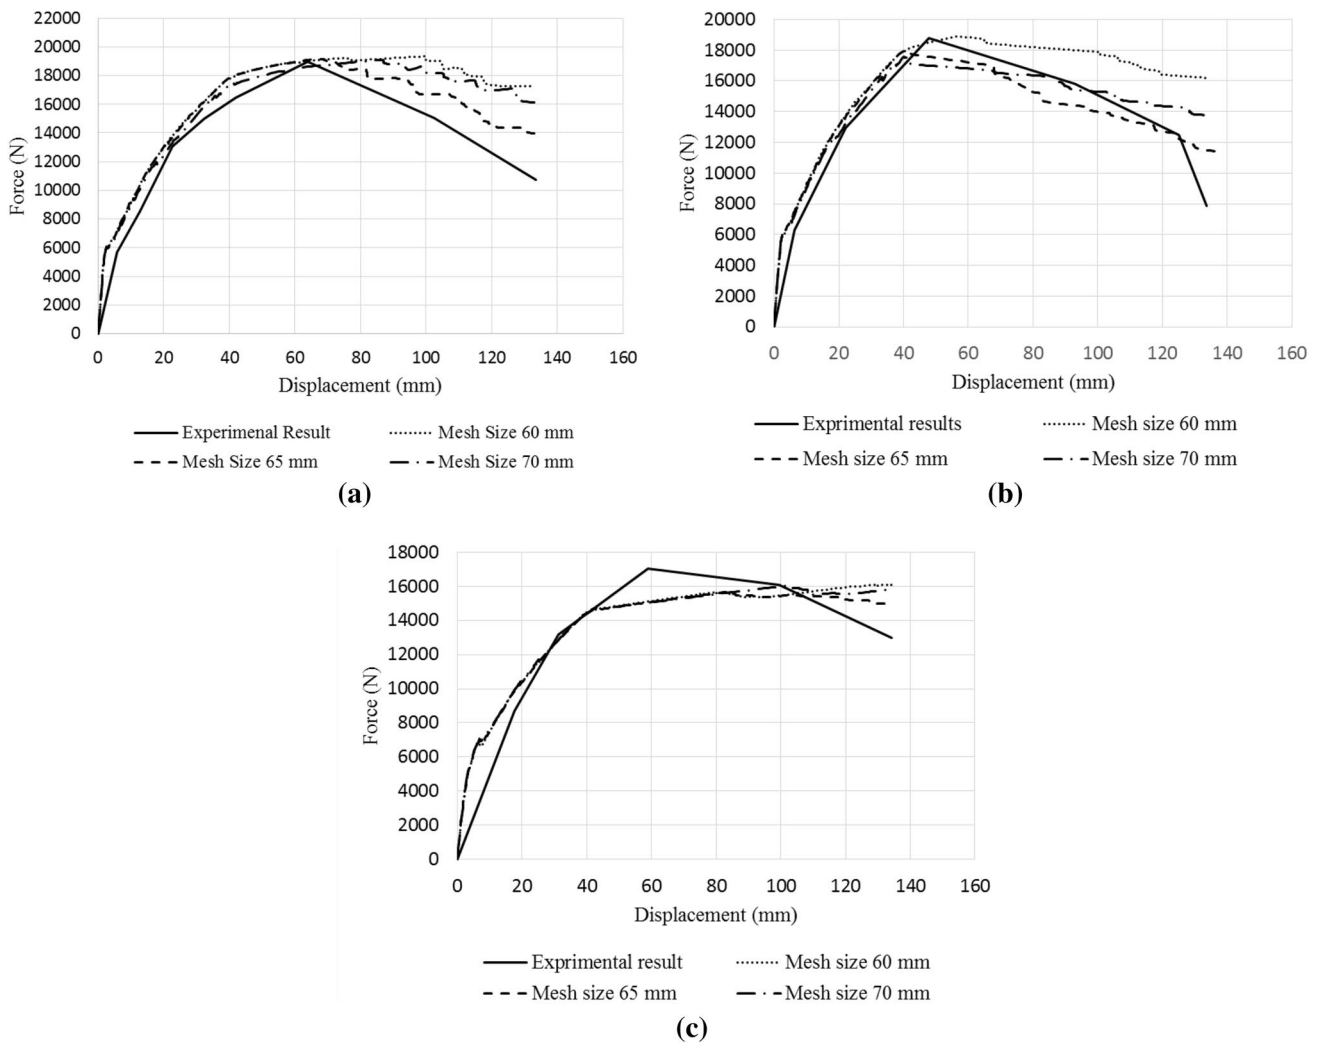 22000
20000
18000
16000
14000
12000
10000
8000
6000
4000
2000
0
Force (N)
0 20 40 60 80 100 120 140 160
Displacement (mm)
Experimenal Result
Mesh Size 60 mm
Mesh Size 65 mm
Mesh Size 70 mm
(a)
20000
18000
16000
14000
12000
10000
8000
6000
4000
2000
0
Force (N)
0 20 40 60 80 100 120 140 160
Displacement (mm)
Exprimental results
Mesh size 60 mm
Mesh size 65 mm
Mesh size 70 mm
(b)
18000
16000
14000
12000
10000
8000
6000
4000
2000
0
Force (N)
0 20 40 60 80 100 120 140 160
Displacement (mm)
Exprimental result
Mesh size 60 mm
Mesh size 65 mm
Mesh size 70 mm
(c)